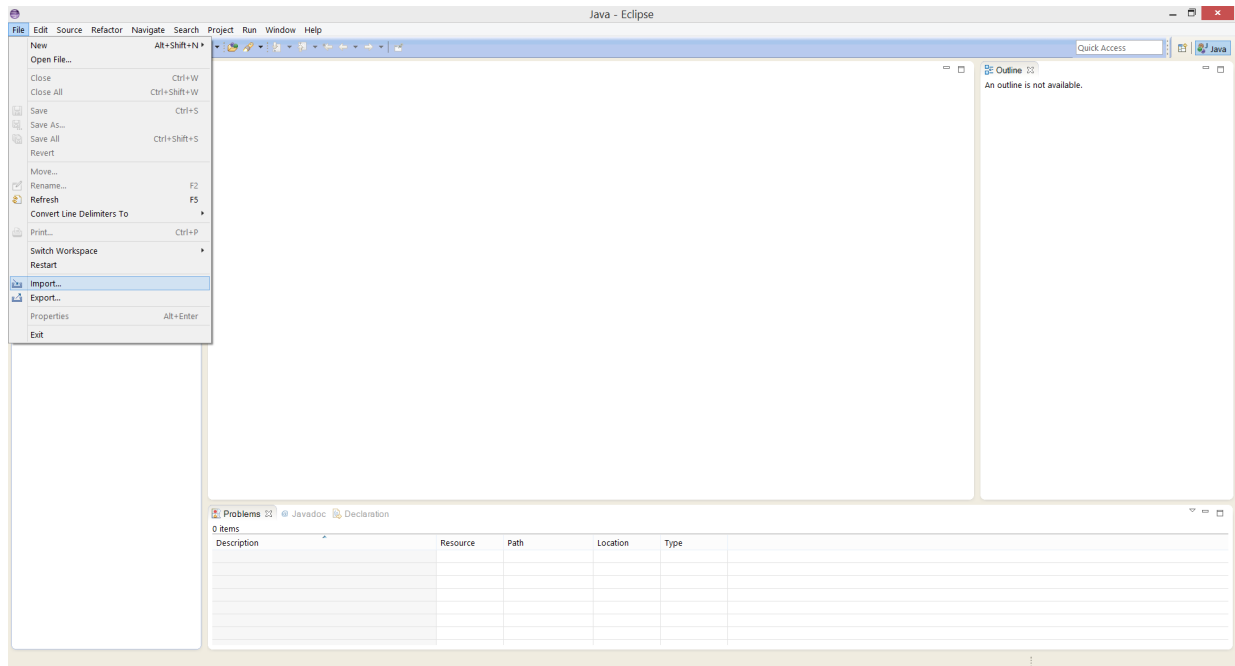 Java - Eclipse
File Edit Source Refactor Navigate Search Project Run Window Help
New Alt+Shift+N
Open File...
Close Ctrl+W
Close All Ctrl+Shift+W
Save Ctrl+S
Save As...
Save All Ctrl+Shift+S
Revert
Move...
Rename... F2
Refresh F5
Convert Line Delimiters To
Print... Ctrl+P
Switch Workspace
Restart
Import...
Export...
Properties Alt+Enter
Exit
Quick Access
Java
Outline
An outline is not available.
Problems Javadoc Declaration
0 items
Description Resource Path Location Type